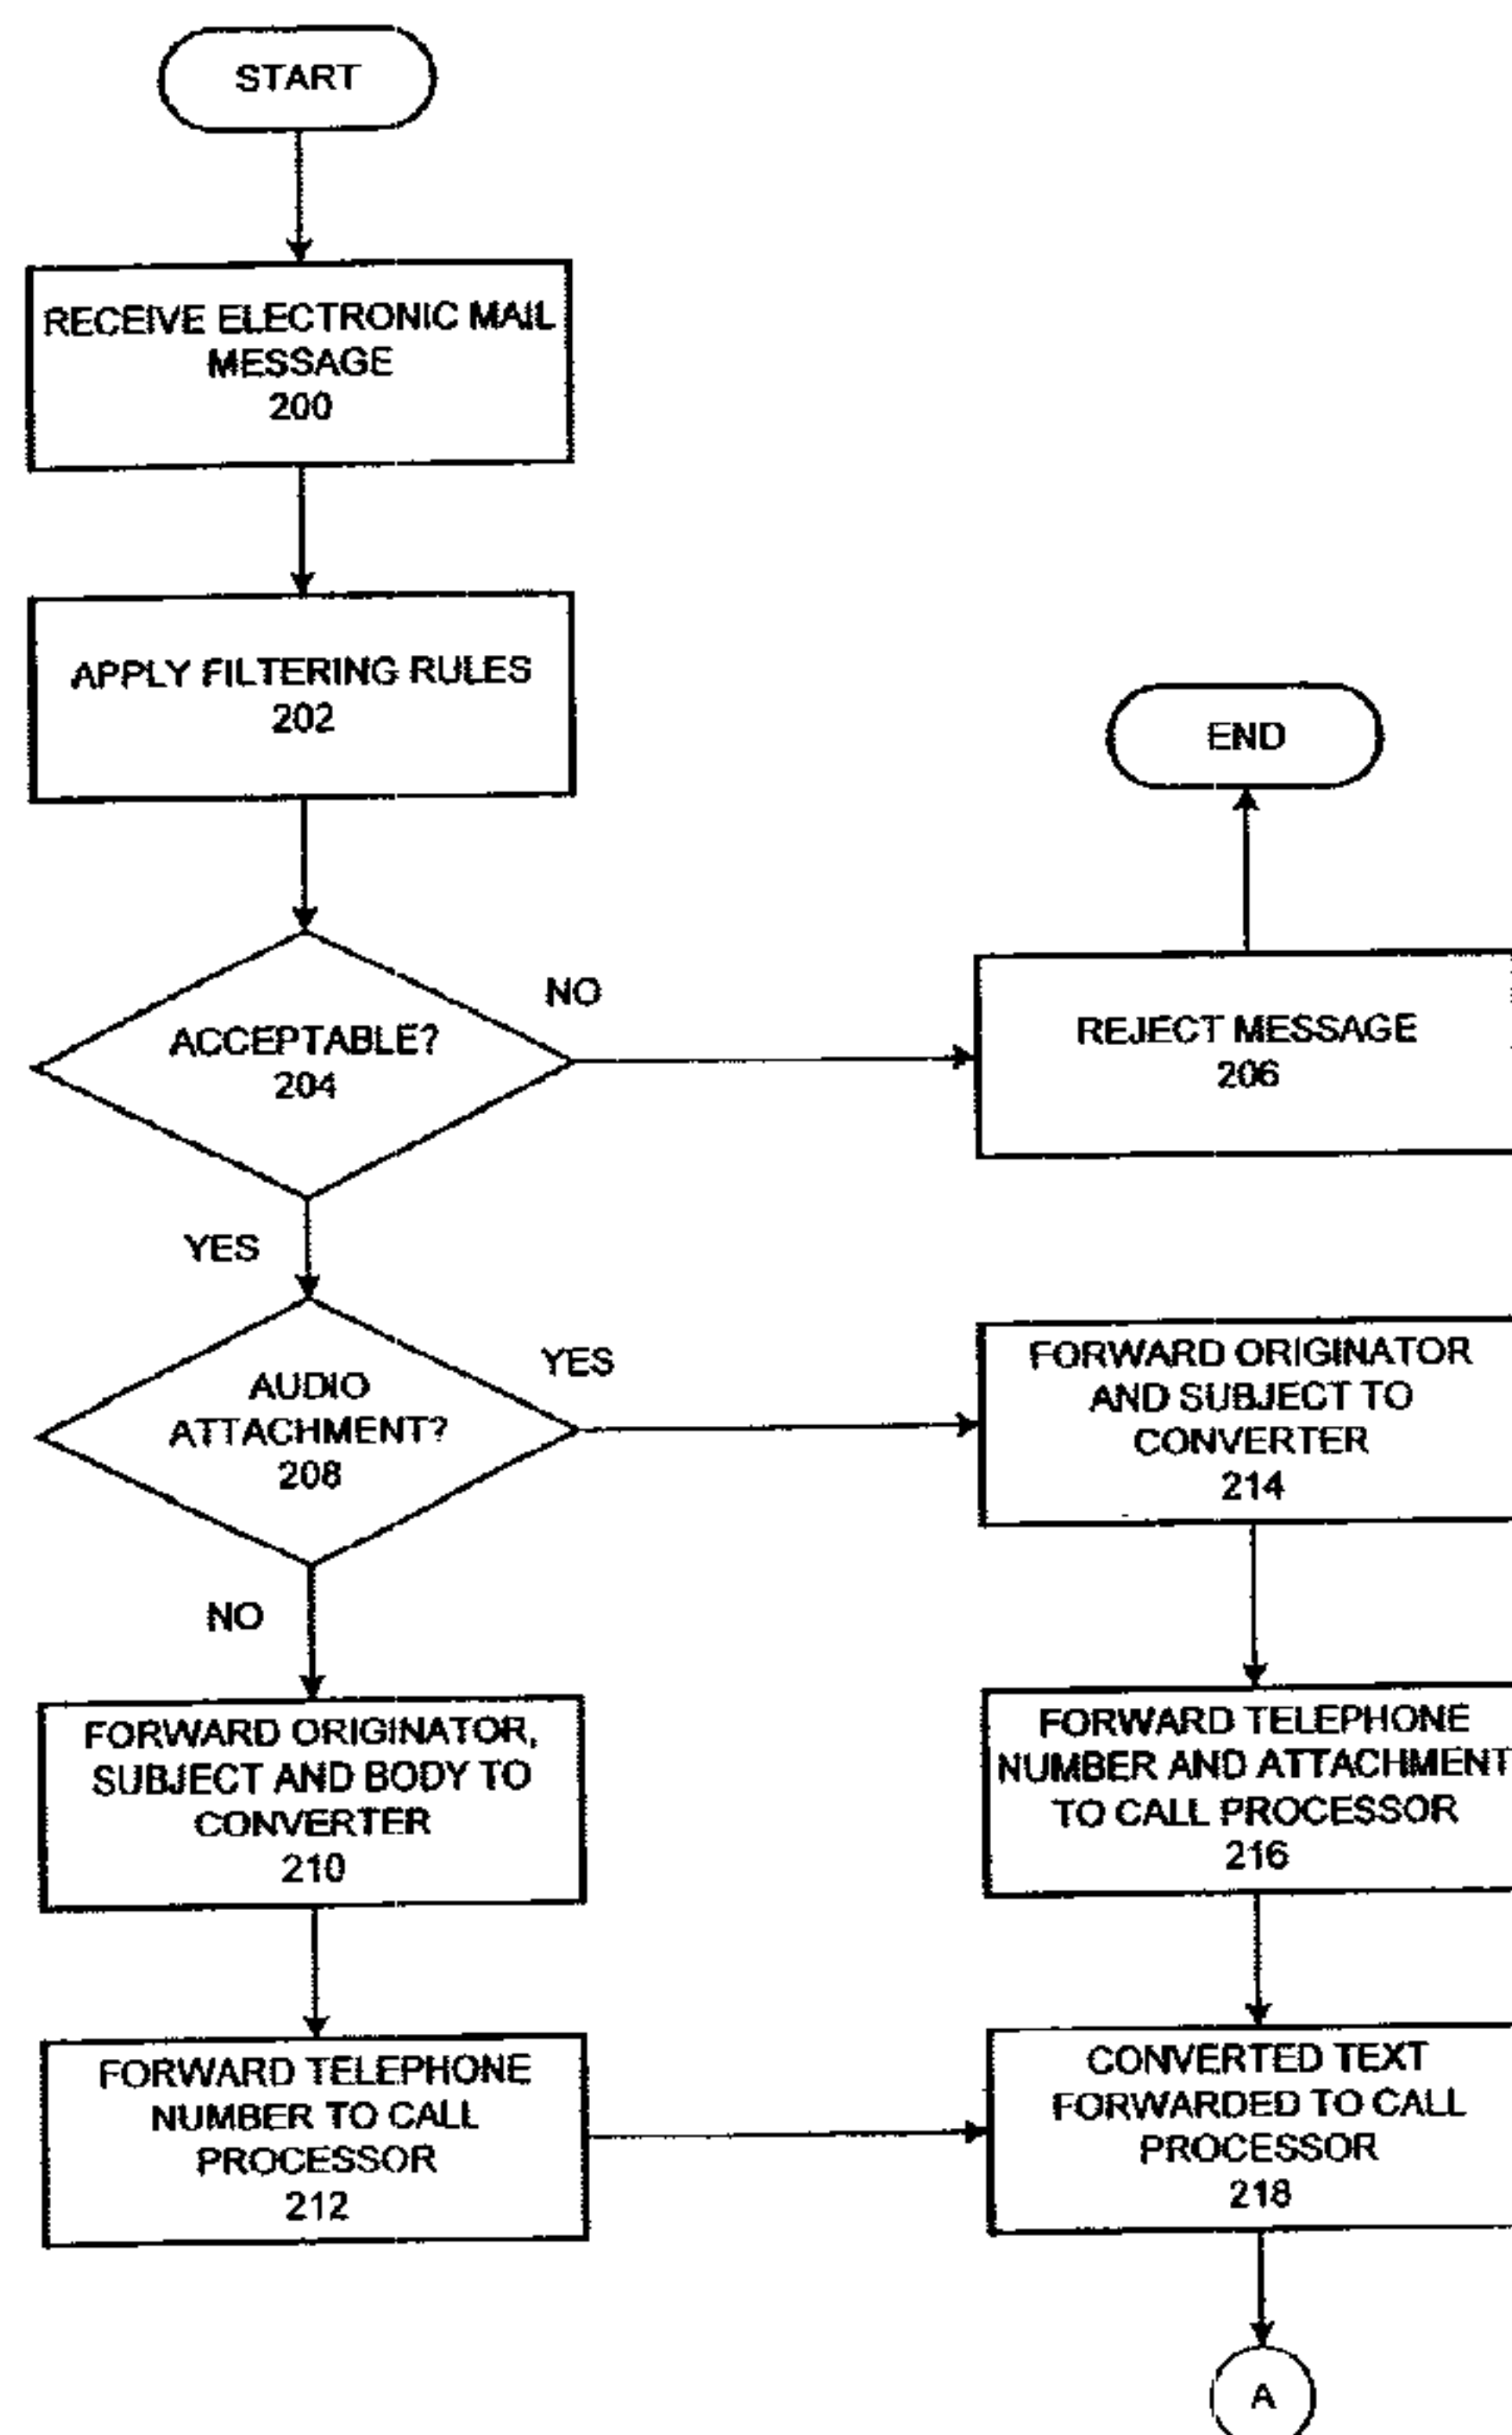 START
RECEIVE ELECTRONIC MAIL
MESSAGE
200
APPLY FILTERING RULES
202
END
ACCEPTABLE?
204
NO
REJECT MESSAGE
206
YES
AUDIO
ATTACHMENT?
208
YES
FORWARD ORIGINATOR
AND SUBJECT TO
CONVERTER
214
NO
FORWARD ORIGINATOR,
SUBJECT AND BODY TO
CONVERTER
210
FORWARD TELEPHONE
NUMBER AND ATTACHMENT
TO CALL PROCESSOR
216
FORWARD TELEPHONE
NUMBER TO CALL
PROCESSOR
212
CONVERTED TEXT
FORWARDED TO CALL
PROCESSOR
218
A